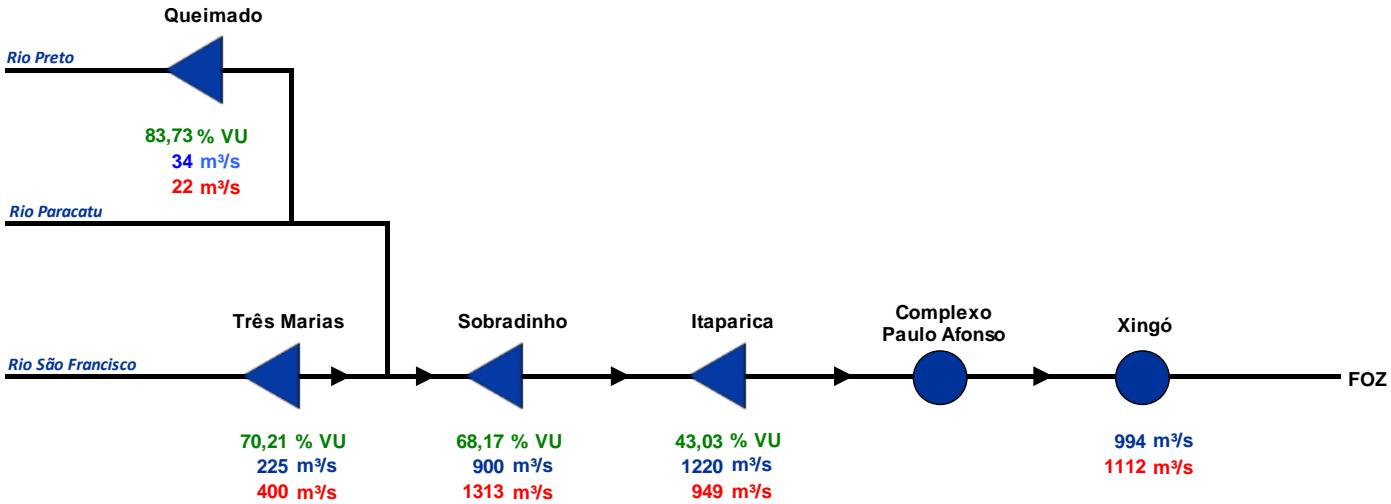 Queimado
Rio Preto
83,73 % VU
34 m³/s
22 m³/s
Rio Paracatu
Três Marias
Sobradinho
Itaparica
Complexo
Paulo Afonso
Xingó
Rio São Francisco
FOZ
70,21 % VU
225 m³/s
400 m³/s
68,17 % VU
900 m³/s
1313 m³/s
43,03 % VU
1220 m³/s
949 m³/s
994 m³/s
1112 m³/s